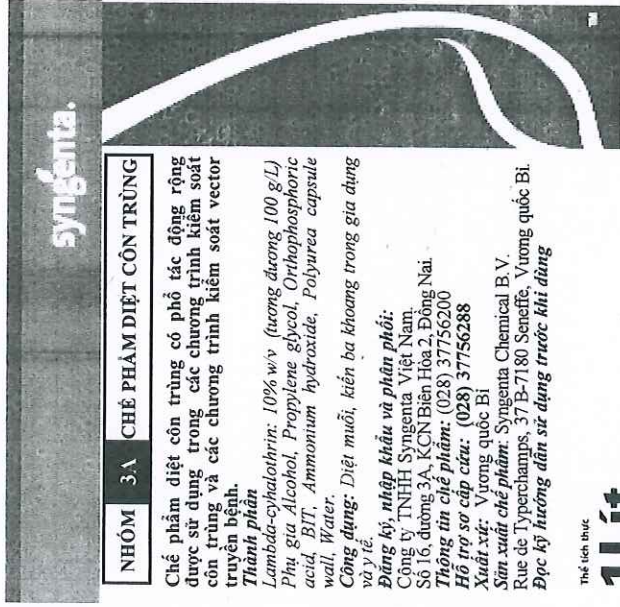 syngenta.
NHÓM 3A CHẾ PHẨM DIỆT CÔN TRÙNG
Chế phẩm diệt côn trùng có phổ tác động rộng
được sử dụng trong các chương trình kiểm soát
côn trùng và các chương trình kiểm soát vector
truyền bệnh.
Thành phần
Lambda-cyhalothrin: 10% w/v (tương đương 100 g/L)
Phụ gia Alcohol, Propylene glycol, Orthophosphoric
acid, BIT, Ammonium hydroxide, Polyurea capsule
wall, Water.
Công dụng: Diệt muỗi, kiến ba khoang trong gia dụng
và y tế.
Đăng ký, nhập khẩu và phân phối:
Công ty TNHH Syngenta Việt Nam.
Số 16, đường 3A, KCN Biên Hòa 2, Đồng Nai.
Thông tin chế phẩm: (028) 37756200
Hỗ trợ sơ cấp cứu: (028) 37756288
Xuất xứ: Vương quốc Bỉ
Sản xuất chế phẩm: Syngenta Chemical B.V.
Rue de Typerchamps, 37 B-7180 Seneffe, Vương quốc Bỉ.
Đọc kỹ hướng dẫn sử dụng trước khi dùng
Thể tích thực
1Lít
TM